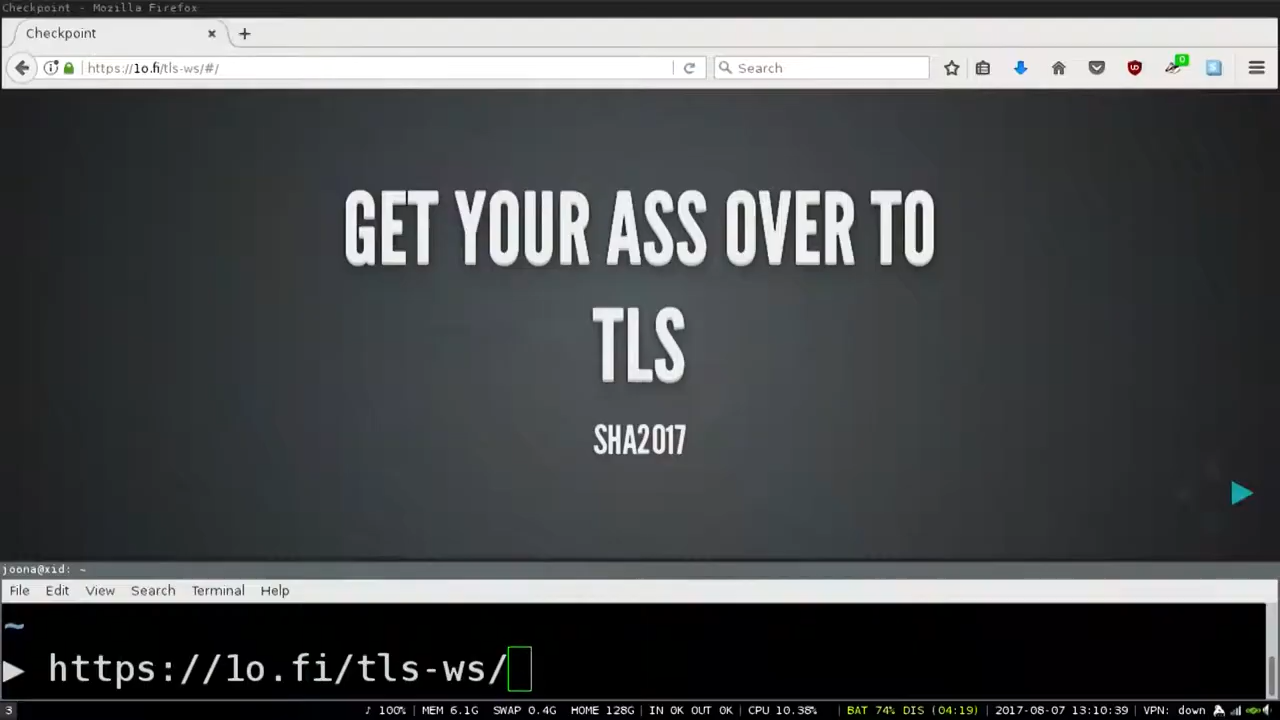 Checkpoint - Mozilla Firefox
Checkpoint
https://1o.fi/tls-ws/#/
Search
0
GET YOUR ASS OVER TO
TLS
SHA2017
joona@xid: ~
File Edit View Search Terminal Help
~
https://1o.fi/tls-ws/
3 ♪ 100% MEM 6.1G SWAP 0.4G HOME 128G IN OK OUT OK CPU 10.38% BAT 74% DIS (04:19) 2017-08-07 13:10:39 VPN: down